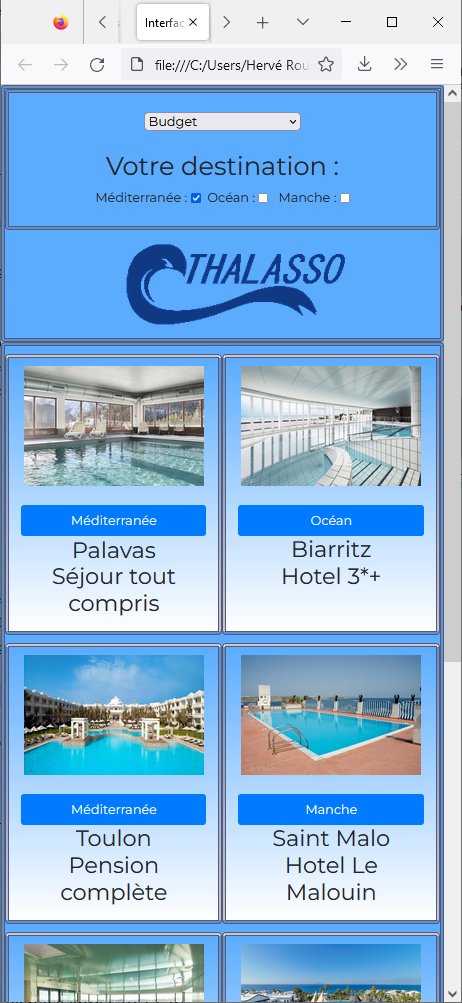 Interfac
file:///C:/Users/Hervé Rou
Budget
Votre destination :
Méditerranée : Océan : Manche :
THALASSO
Méditerranée
Palavas
Séjour tout
compris
Océan
Biarritz
Hotel 3*+
Méditerranée
Toulon
Pension
complète
Manche
Saint Malo
Hotel Le
Malouin